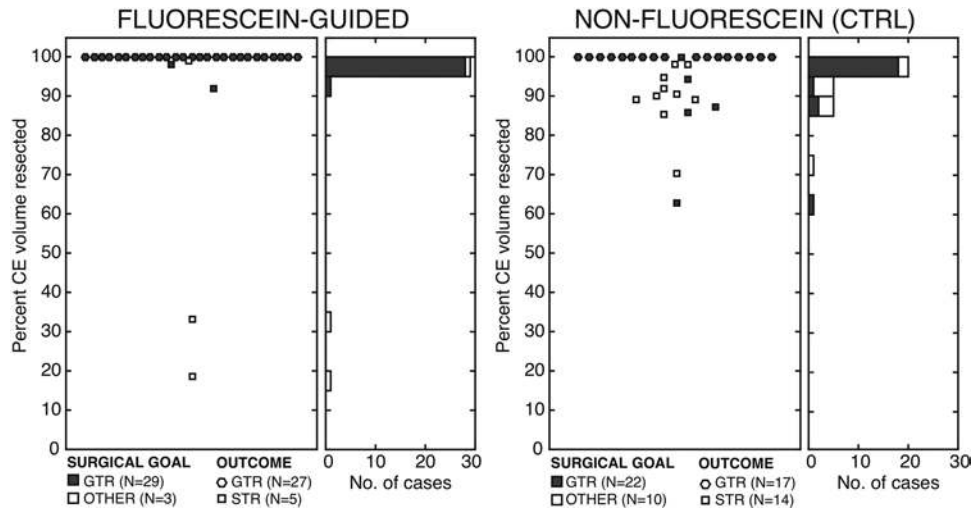 FLUORESCEIN-GUIDED
NON-FLUORESCEIN (CTRL)
Percent CE volume resected
100
90
80
70
60
50
40
30
20
10
0
0
10
20
30
No. of cases
SURGICAL GOAL
OUTCOME
GTR (N=29)
GTR (N=27)
OTHER (N=3)
STR (N=5)
Percent CE volume resected
100
90
80
70
60
50
40
30
20
10
0
0
10
20
30
No. of cases
SURGICAL GOAL
OUTCOME
GTR (N=22)
GTR (N=17)
OTHER (N=10)
STR (N=14)